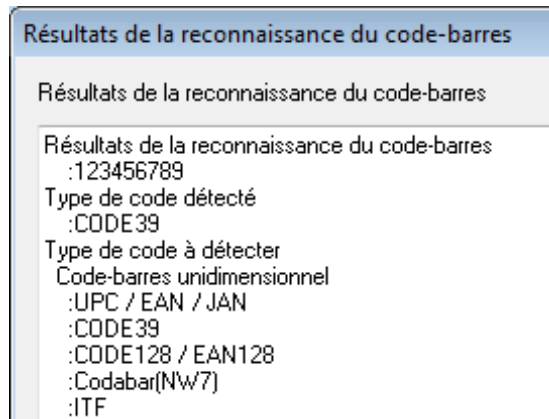 Résultats de la reconnaissance du code-barres
Résultats de la reconnaissance du code-barres
Résultats de la reconnaissance du code-barres
:123456789
Type de code détecté
:CODE39
Type de code à détecter
Code-barres unidimensionnel
:UPC / EAN / JAN
:CODE39
:CODE128 / EAN128
:Codabar(NW7)
:ITF